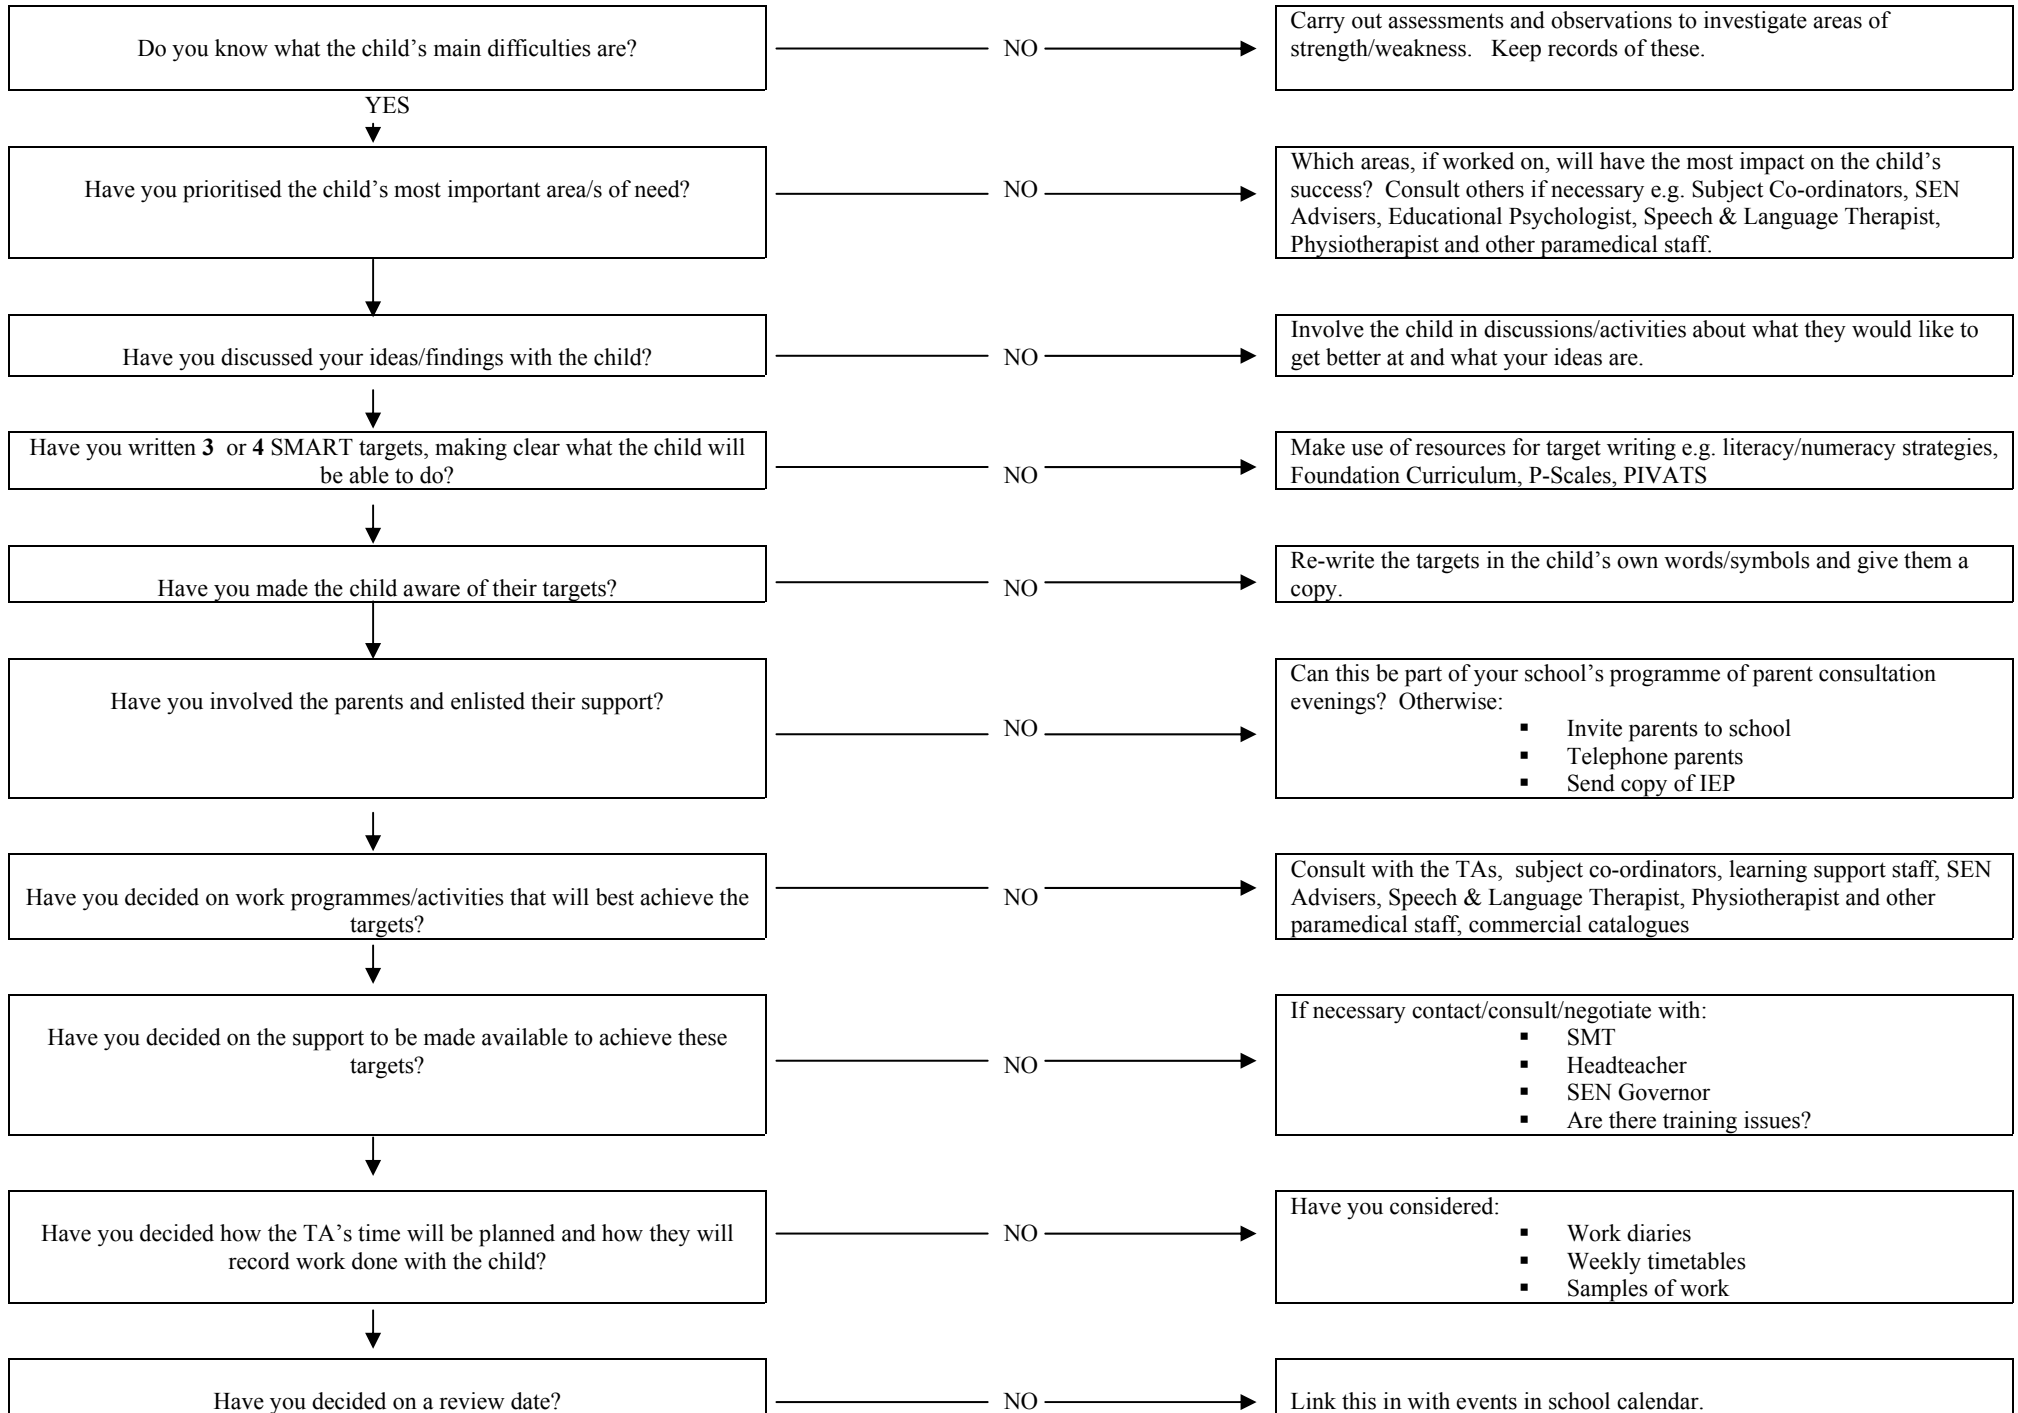 Do you know what the child’s main difficulties are?
NO
Carry out assessments and observations to investigate areas of
strength/weakness. Keep records of these.
YES
Have you prioritised the child’s most important area/s of need?
NO
Which areas, if worked on, will have the most impact on the child’s
success? Consult others if necessary e.g. Subject Co-ordinators, SEN
Advisers, Educational Psychologist, Speech & Language Therapist,
Physiotherapist and other paramedical staff.
Have you discussed your ideas/findings with the child?
NO
Involve the child in discussions/activities about what they would like to
get better at and what your ideas are.
Have you written 3 or 4 SMART targets, making clear what the child will
be able to do?
NO
Make use of resources for target writing e.g. literacy/numeracy strategies,
Foundation Curriculum, P-Scales, PIVATS
Have you made the child aware of their targets?
NO
Re-write the targets in the child’s own words/symbols and give them a
copy.
Have you involved the parents and enlisted their support?
NO
Can this be part of your school’s programme of parent consultation
evenings? Otherwise:
▪ Invite parents to school
▪ Telephone parents
▪ Send copy of IEP
Have you decided on work programmes/activities that will best achieve the
targets?
NO
Consult with the TAs, subject co-ordinators, learning support staff, SEN
Advisers, Speech & Language Therapist, Physiotherapist and other
paramedical staff, commercial catalogues
Have you decided on the support to be made available to achieve these
targets?
NO
If necessary contact/consult/negotiate with:
▪ SMT
▪ Headteacher
▪ SEN Governor
▪ Are there training issues?
Have you decided how the TA’s time will be planned and how they will
record work done with the child?
NO
Have you considered:
▪ Work diaries
▪ Weekly timetables
▪ Samples of work
Have you decided on a review date?
NO
Link this in with events in school calendar.